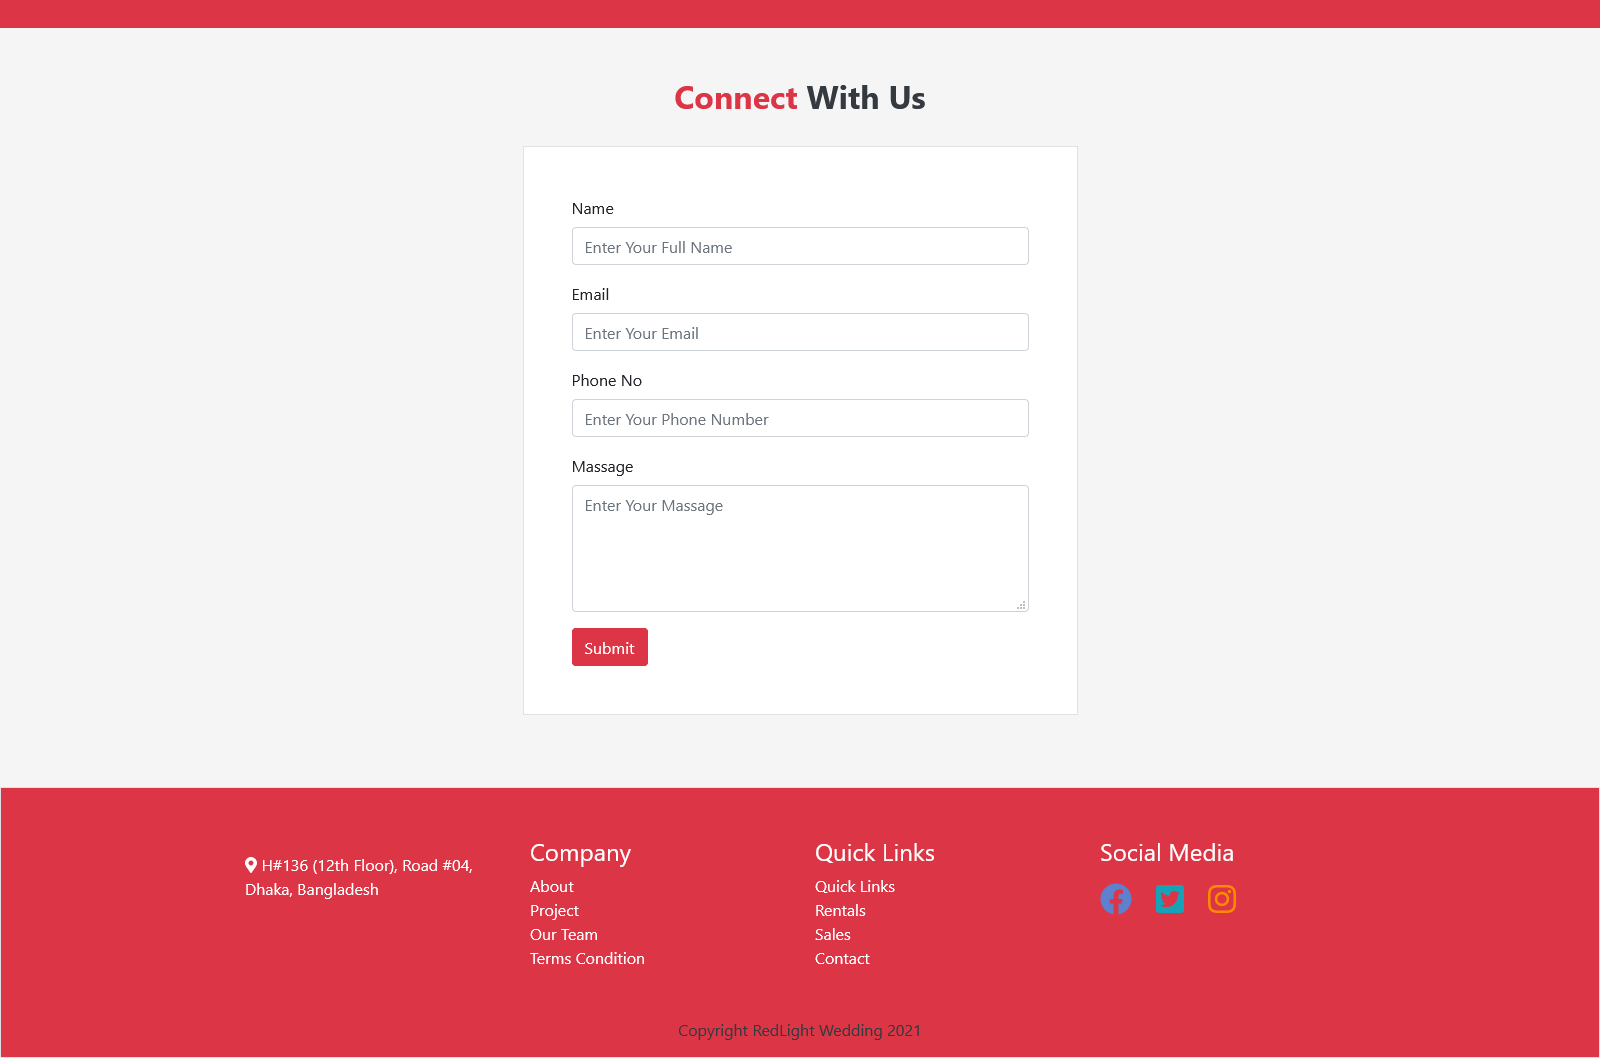 Connect With Us
Name
Enter Your Full Name
Email
Enter Your Email
Phone No
Enter Your Phone Number
Massage
Enter Your Massage
Submit
H#136 (12th Floor), Road #04,
Dhaka, Bangladesh
Company
About
Project
Our Team
Terms Condition
Quick Links
Quick Links
Rentals
Sales
Contact
Social Media
Copyright RedLight Wedding 2021